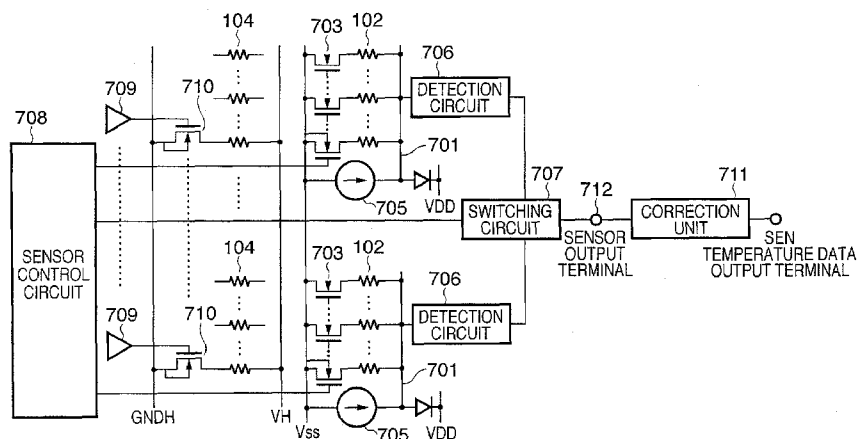 104
703
102
706
709
710
DETECTION
CIRCUIT
708
701
707
712
711
705
VDD
SENSOR
CONTROL
CIRCUIT
SWITCHING
CIRCUIT
SENSOR
OUTPUT
TERMINAL
CORRECTION
UNIT
SEN
TEMPERATURE DATA
OUTPUT TERMINAL
104
703
102
706
709
710
DETECTION
CIRCUIT
701
GNDH
VH
Vss
705
VDD